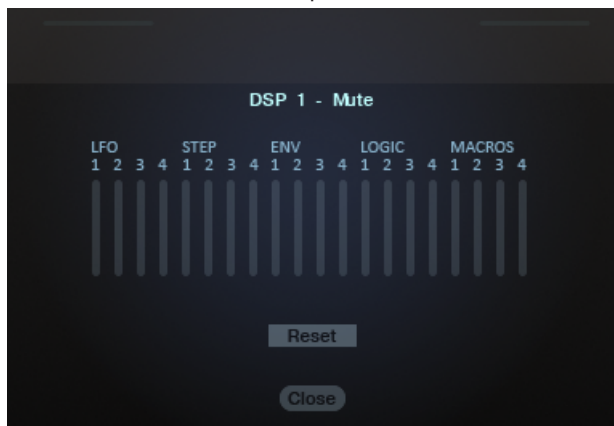 DSP 1 - Mute
LFO STEP ENV LOGIC MACROS
1 2 3 4 1 2 3 4 1 2 3 4 1 2 3 4 1 2 3 4
Reset
Close